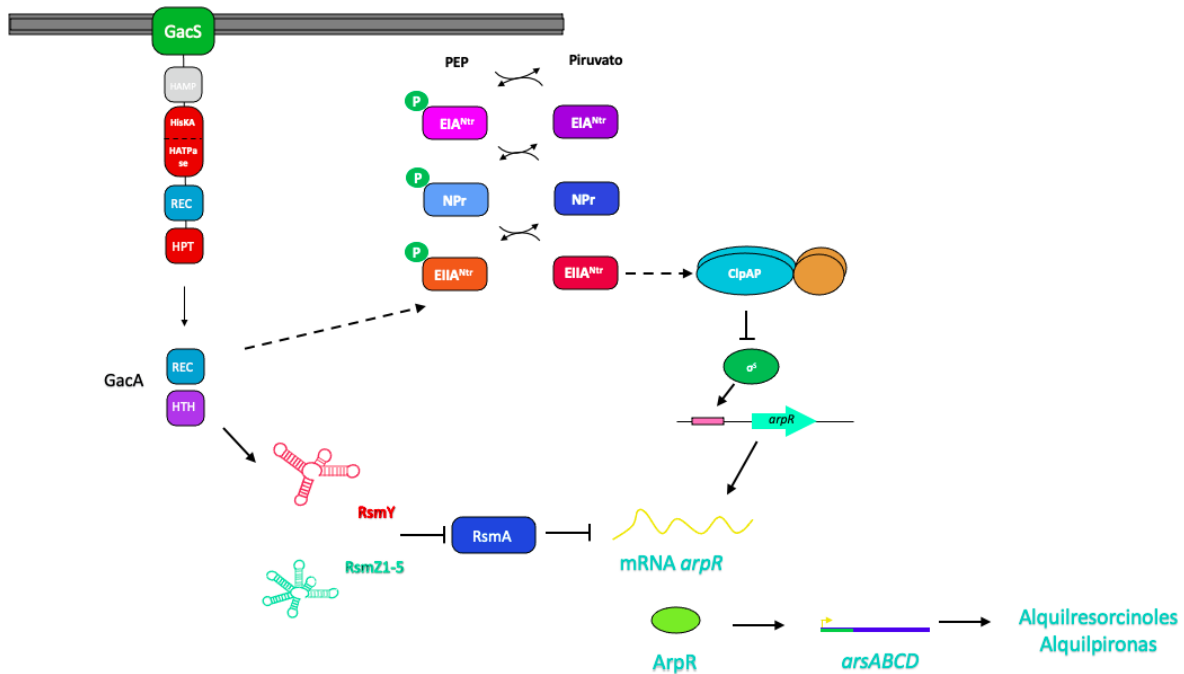 GacS
HAMP
HisKA
HATPa
se
REC
HPT
PEP
Piruvato
P
EIA^Ntr
EIA^Ntr
P
NPr
NPr
P
EIIA^Ntr
EIIA^Ntr
ClpAP
σ^S
arpR
GacA
REC
HTH
RsmY
RsmZ1-5
RsmA
mRNA arpR
ArpR
arsABCD
Alquilresorcinoles
Alquilpironas